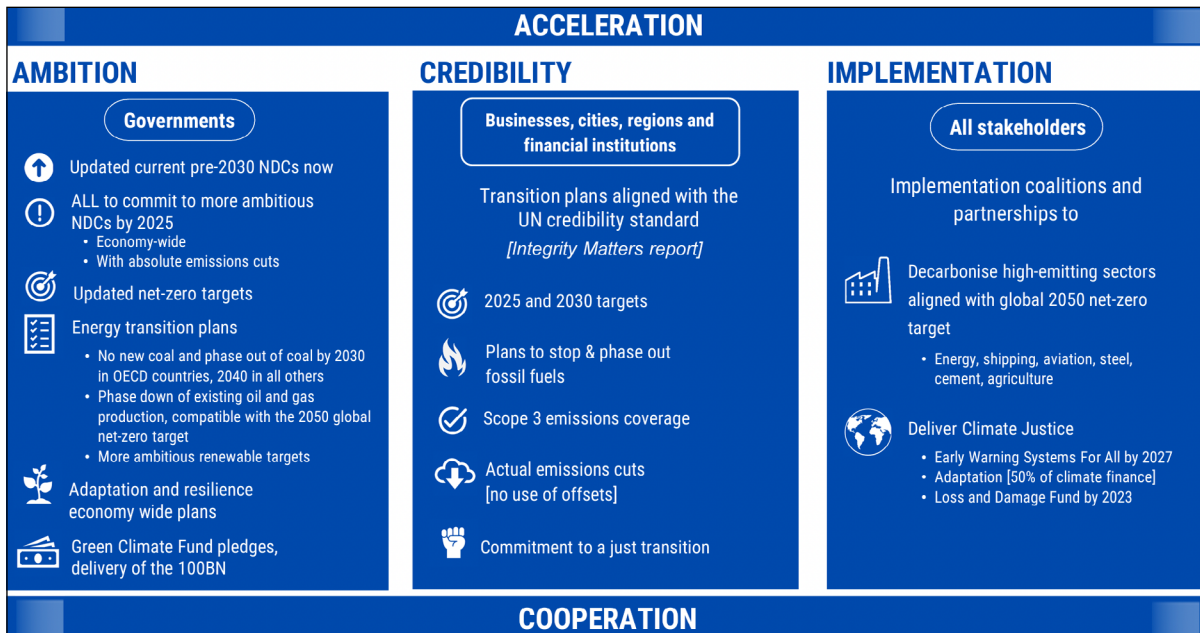 ACCELERATION
AMBITION
Governments
Updated current pre-2030 NDCs now
ALL to commit to more ambitious
NDCs by 2025
• Economy-wide
• With absolute emissions cuts
Updated net-zero targets
Energy transition plans
• No new coal and phase out of coal by 2030
in OECD countries, 2040 in all others
• Phase down of existing oil and gas
production, compatible with the 2050 global
net-zero target
• More ambitious renewable targets
Adaptation and resilience
economy wide plans
Green Climate Fund pledges,
delivery of the 100BN
CREDIBILITY
Businesses, cities, regions and
financial institutions
Transition plans aligned with the
UN credibility standard
[Integrity Matters report]
2025 and 2030 targets
Plans to stop & phase out
fossil fuels
Scope 3 emissions coverage
Actual emissions cuts
[no use of offsets]
Commitment to a just transition
IMPLEMENTATION
All stakeholders
Implementation coalitions and
partnerships to
Decarbonise high-emitting sectors
aligned with global 2050 net-zero
target
• Energy, shipping, aviation, steel,
cement, agriculture
Deliver Climate Justice
• Early Warning Systems For All by 2027
• Adaptation [50% of climate finance]
• Loss and Damage Fund by 2023
COOPERATION